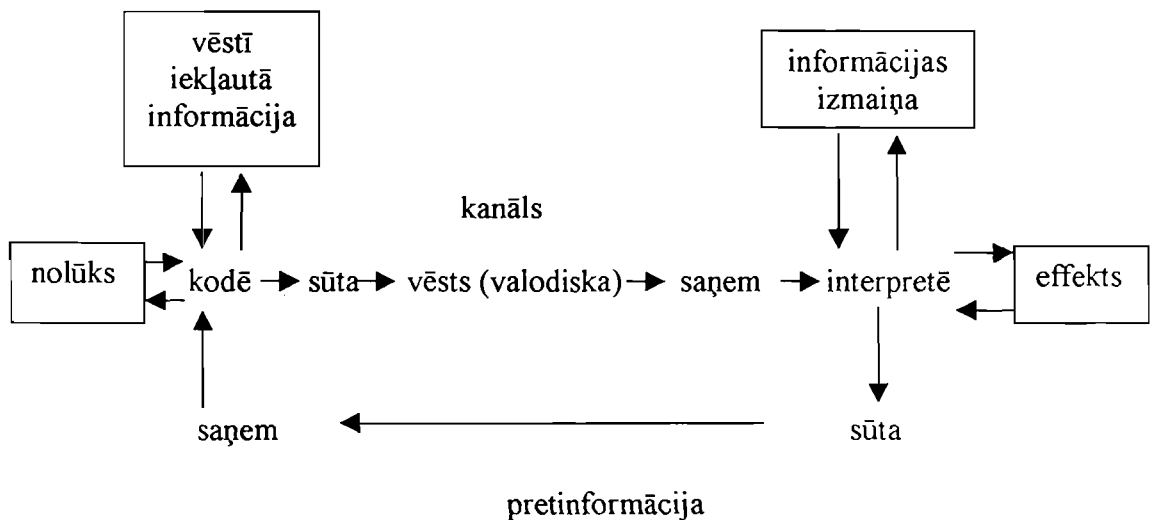 vēstī
iekļautā
informācija
informācijas
izmaiņa
kanāls
nolūks
kodē
sūta
vēsts (valodiska)
saņem
interpretē
effekts
saņem
sūta
pretinformācija